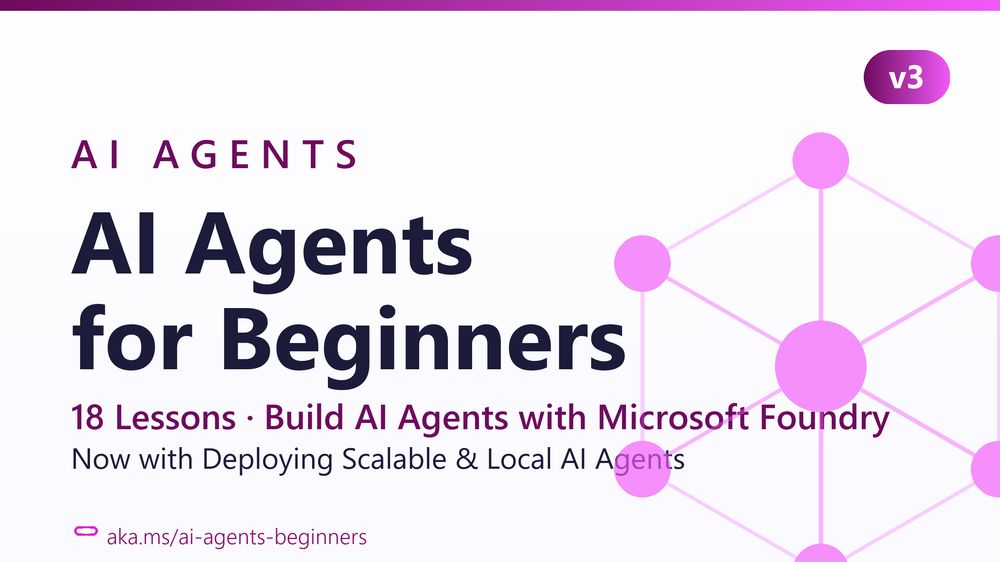 v3
AI AGENTS
AI Agents
for Beginners
18 Lessons · Build AI Agents with Microsoft Foundry
Now with Deploying Scalable & Local AI Agents
aka.ms/ai-agents-beginners